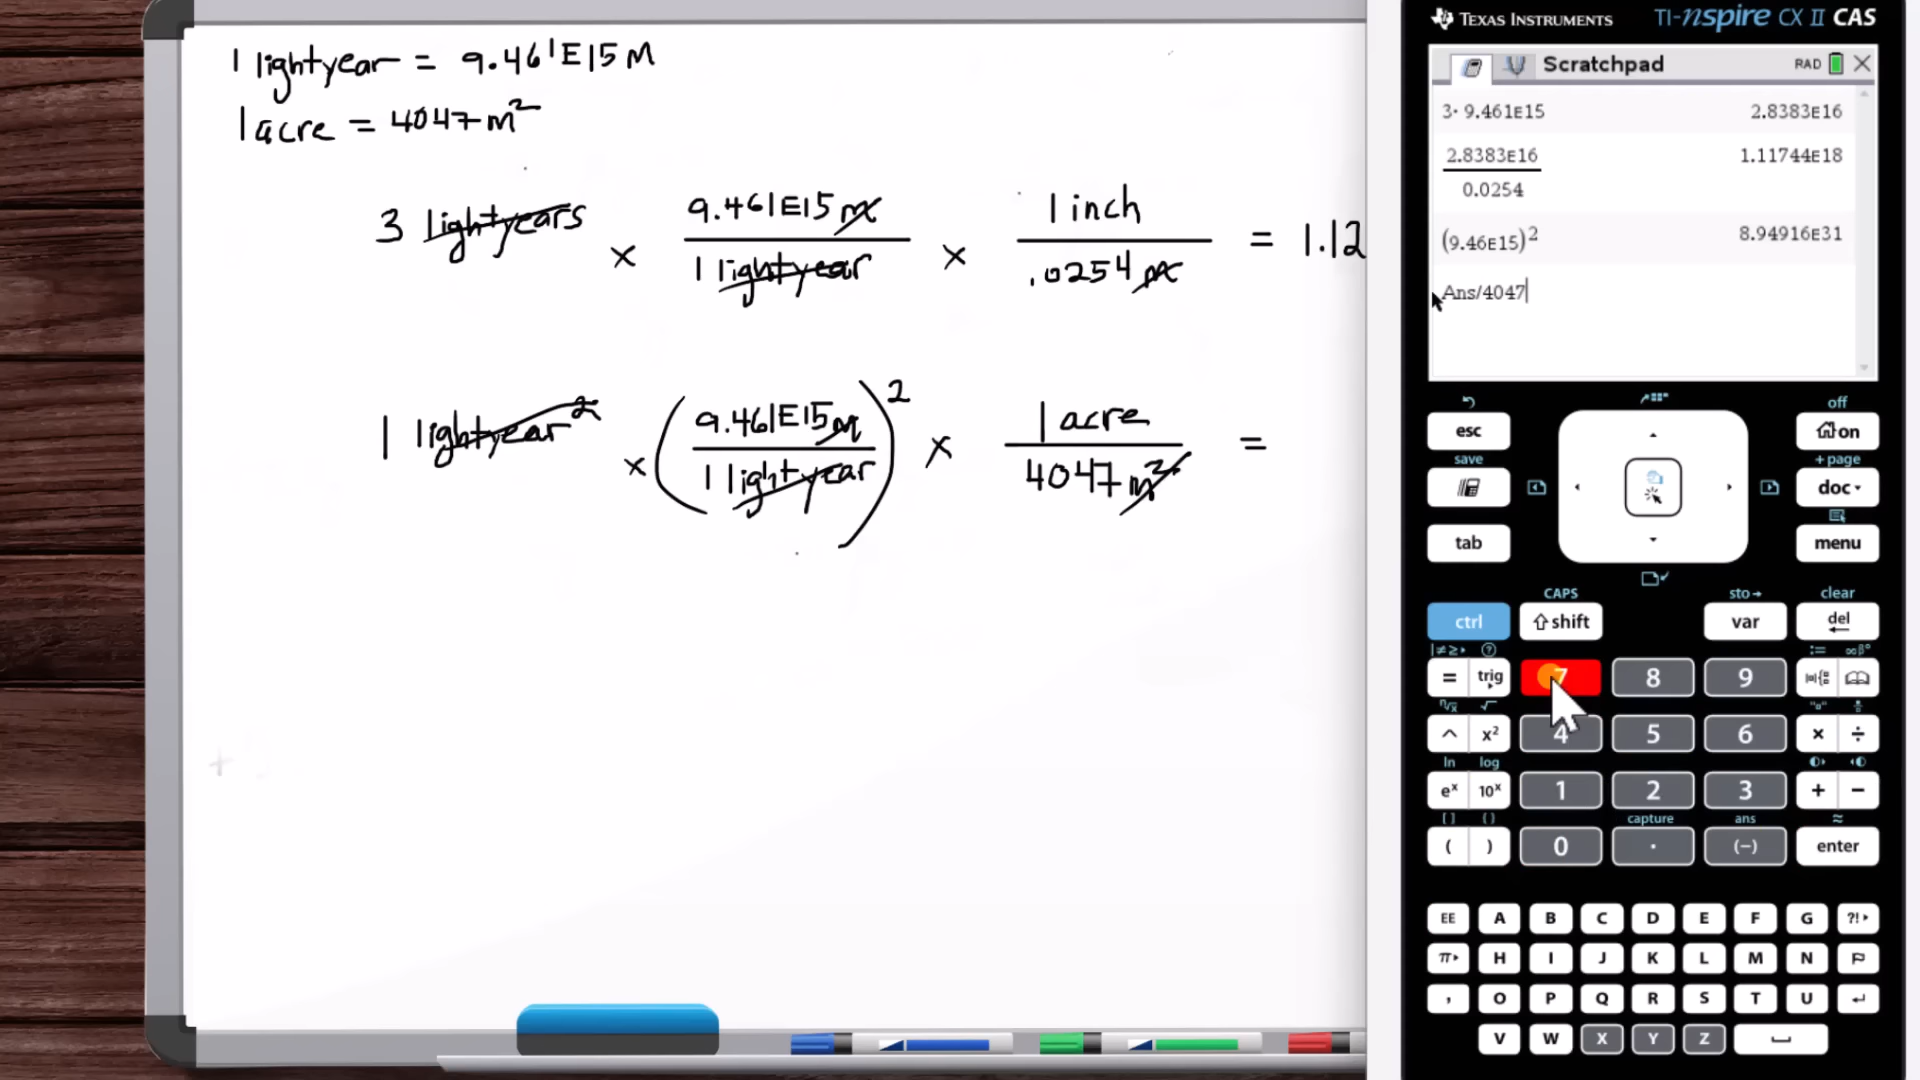 1 lightyear = 9.461E15 M
1 acre = 4047 m²
3 lightyears × 9.461E15 m / 1 lightyear × 1 inch / .0254 m = 1.12
1 lightyear² × (9.461E15 m / 1 lightyear)² × 1 acre / 4047 m² =
TEXAS INSTRUMENTS TI-nspire CX II CAS
Scratchpad RAD
3· 9.461E15 2.8383E16
2.8383E16 1.11744E18
0.0254
(9.46E15)² 8.94916E31
Ans/4047
off
esc on
save +page
doc
tab menu
CAPS sto→ clear
ctrl shift var del
|≠≥▸ ? := ∞β°
= trig 7 8 9
ⁿ√x √ "□"
^ x² 4 5 6 × ÷
ln log
eˣ 10ˣ 1 2 3 + −
[ ] { } capture ans ≈
( ) 0 . (−) enter
EE A B C D E F G ?!▸
π▸ H I J K L M N
, O P Q R S T U ↵
V W X Y Z